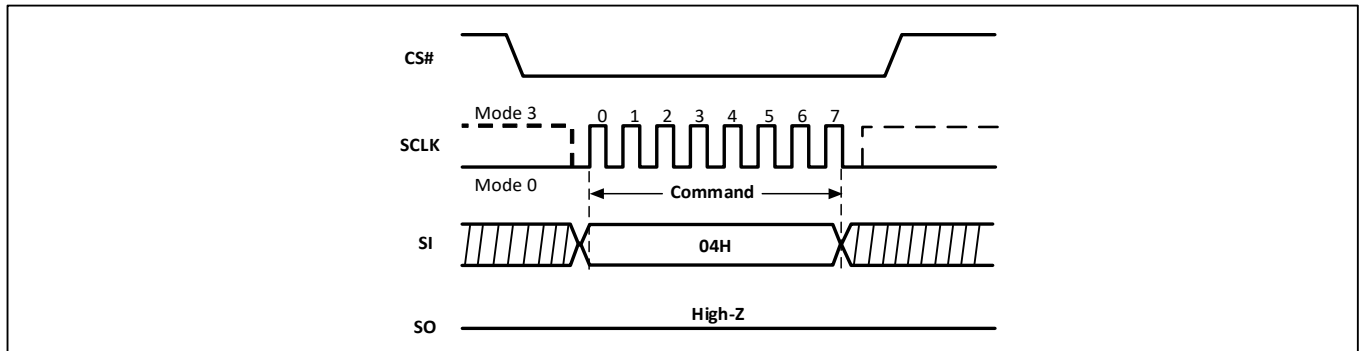 CS#
Mode 3
0 1 2 3 4 5 6 7
SCLK
Mode 0
Command
SI
04H
High-Z
SO